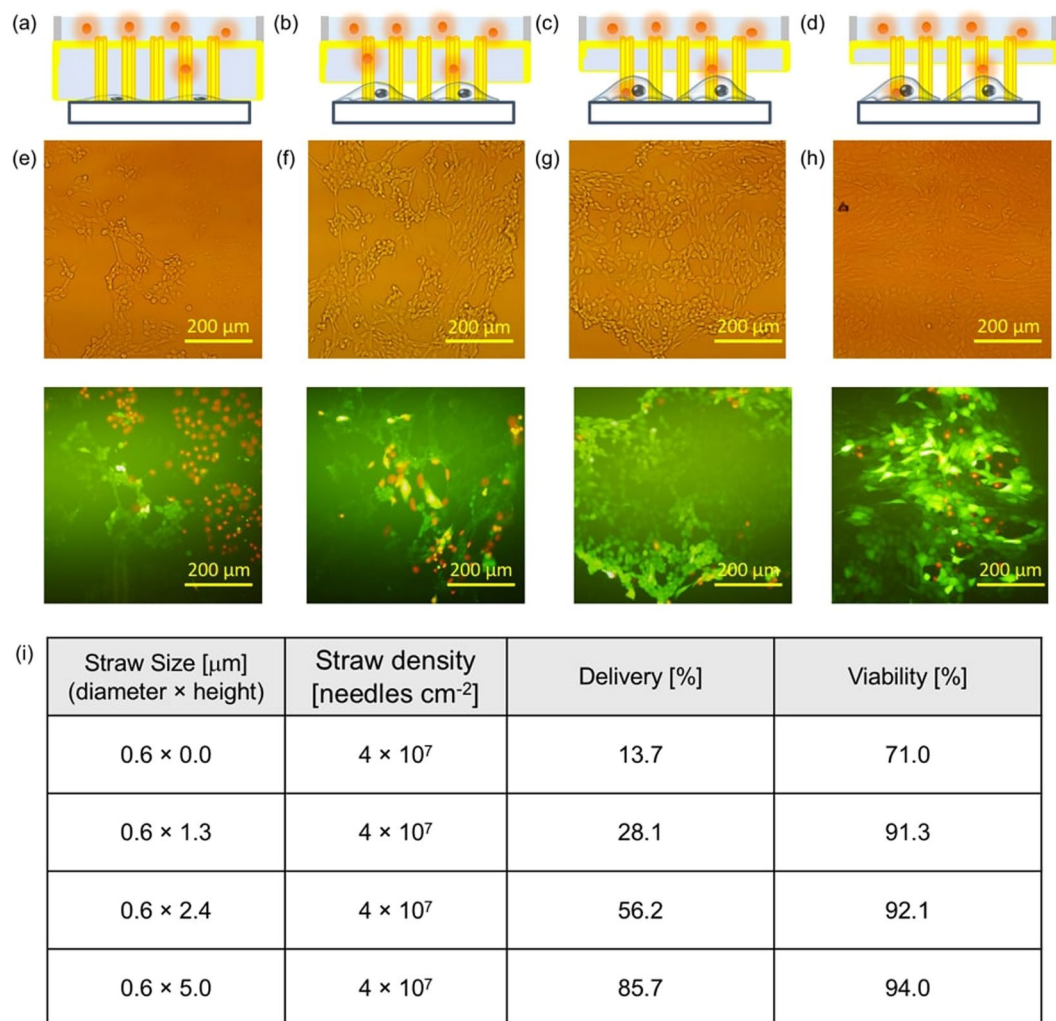 (a)
(b)
(c)
(d)
(e)
(f)
(g)
(h)
200 μm
200 μm
200 μm
200 μm
200 μm
200 μm
200 μm
200 μm
(i)
Straw Size [μm]
(diameter × height)
Straw density
[needles cm⁻²]
Delivery [%]
Viability [%]
0.6 × 0.0
4 × 10⁷
13.7
71.0
0.6 × 1.3
4 × 10⁷
28.1
91.3
0.6 × 2.4
4 × 10⁷
56.2
92.1
0.6 × 5.0
4 × 10⁷
85.7
94.0